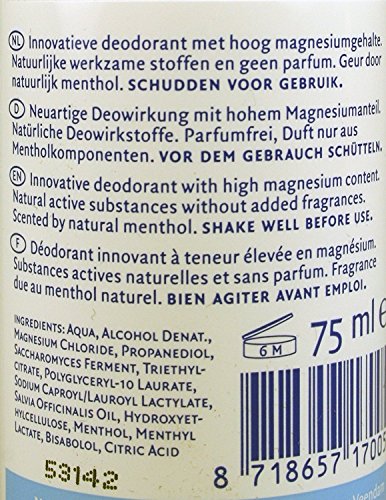 NL Innovatieve deodorant met hoog magnesiumgehalte.
Natuurlijke werkzame stoffen en geen parfum. Geur door
natuurlijk menthol. SCHUDDEN VOOR GEBRUIK.
D Neuartige Deowirkung mit hohem Magnesiumanteil.
Natürliche Deowirkstoffe. Parfumfrei, Duft nur aus
Mentholkomponenten. VOR DEM GEBRAUCH SCHÜTTELN.
EN Innovative deodorant with high magnesium content.
Natural active substances without added fragrances.
Scented by natural menthol. SHAKE WELL BEFORE USE.
F Déodorant innovant à teneur élevée en magnésium.
Substances actives naturelles et sans parfum. Fragrance
due au menthol naturel. BIEN AGITER AVANT EMPLOI.
INGREDIENTS: AQUA, ALCOHOL DENAT.,
MAGNESIUM CHLORIDE, PROPANEDIOL,
SACCHAROMYCES FERMENT, TRIETHYL-
CITRATE, POLYGLYCERYL-10 LAURATE,
SODIUM CAPROYL/LAUROYL LACTYLATE,
SALVIA OFFICINALIS OIL, HYDROXYET-
HYLCELLULOSE, MENTHOL, MENTHYL
LACTATE, BISABOLOL, CITRIC ACID
6 M
75 ml e
53142
8 718657 17005
Veendam